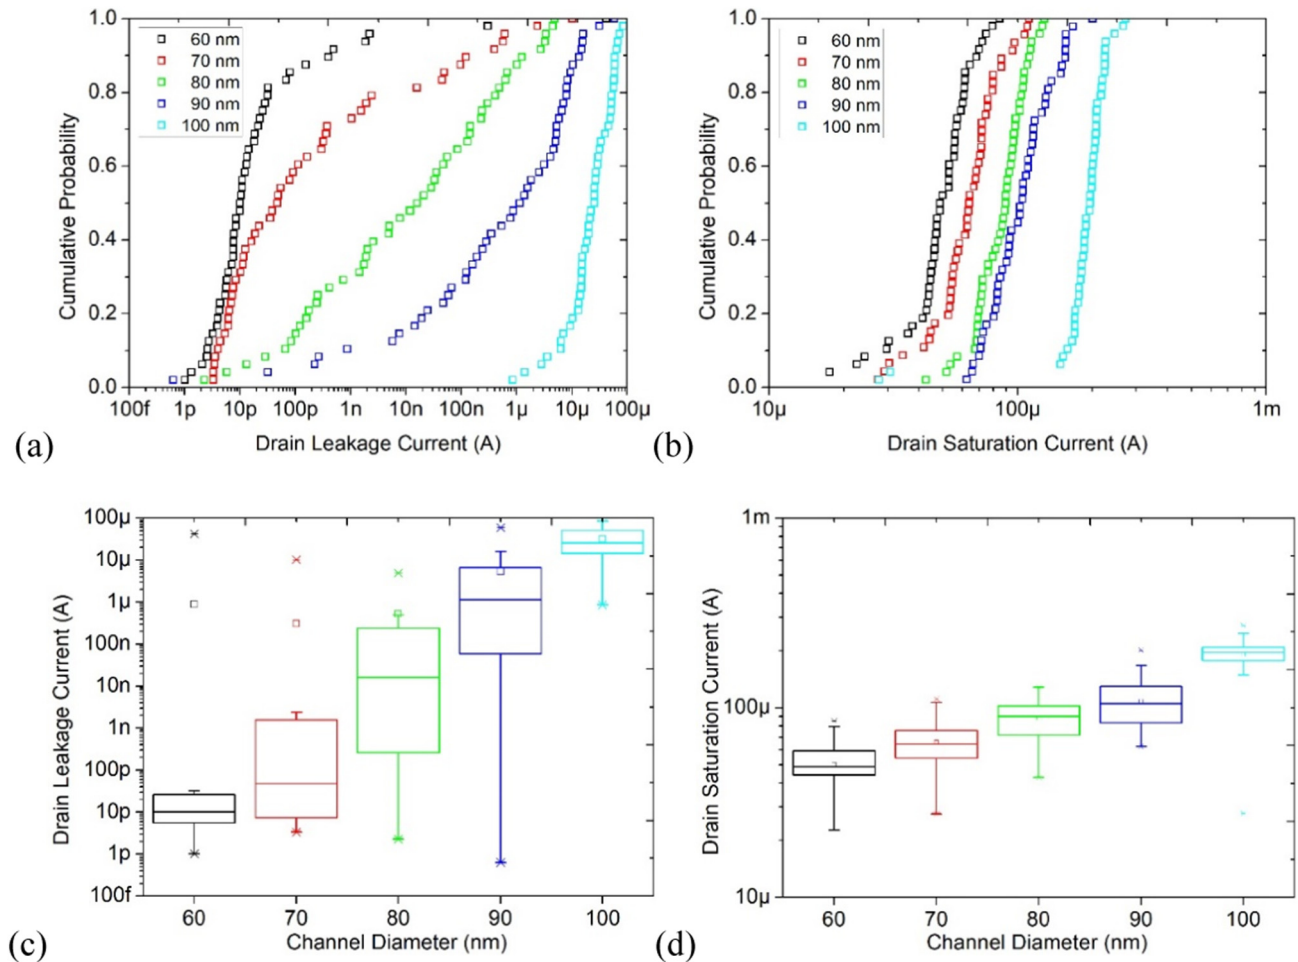 60 nm
70 nm
80 nm
90 nm
100 nm
Cumulative Probability
1.0
0.8
0.6
0.4
0.2
0.0
100f 1p 10p 100p 1n 10n 100n 1µ 10µ 100µ
Drain Leakage Current (A)
(a)
60 nm
70 nm
80 nm
90 nm
100 nm
Cumulative Probability
1.0
0.8
0.6
0.4
0.2
0.0
10µ 100µ 1m
Drain Saturation Current (A)
(b)
Drain Leakage Current (A)
100µ
10µ
1µ
100n
10n
1n
100p
10p
1p
100f
60 70 80 90 100
Channel Diameter (nm)
(c)
Drain Saturation Current (A)
1m
100µ
10µ
60 70 80 90 100
Channel Diameter (nm)
(d)